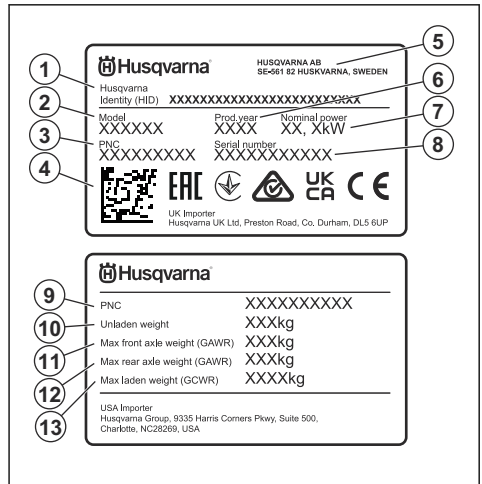 Husqvarna
HUSQVARNA AB
SE-561 82 HUSKVARNA, SWEDEN
5
1
Husqvarna
Identity (HID) XXXXXXXXXXXXXXXXXXXXXXXXXX
6
2
Model Prod.year Nominal power
XXXXXX XXXX XX, XkW
7
3
PNC Serial number
XXXXXXXXX XXXXXXXXXXX
8
4
EAC UK CA CE
UK Importer
Husqvarna UK Ltd, Preston Road, Co. Durham, DL5 6UP
Husqvarna
9
PNC XXXXXXXXXX
10
Unladen weight XXXkg
11
Max front axle weight (GAWR) XXXkg
12
Max rear axle weight (GAWR) XXXkg
13
Max laden weight (GCWR) XXXXkg
USA Importer
Husqvarna Group, 9335 Harris Corners Pkwy, Suite 500,
Charlotte, NC28269, USA